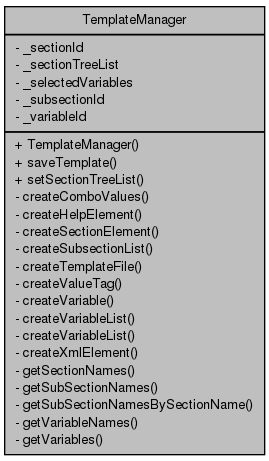 TemplateManager
- _sectionId
- _sectionTreeList
- _selectedVariables
- _subsectionId
- _variableId
+ TemplateManager()
+ saveTemplate()
+ setSectionTreeList()
- createComboValues()
- createHelpElement()
- createSectionElement()
- createSubsectionList()
- createTemplateFile()
- createValueTag()
- createVariable()
- createVariableList()
- createVariableList()
- createXmlElement()
- getSectionNames()
- getSubSectionNames()
- getSubSectionNamesBySectionName()
- getVariableNames()
- getVariables()